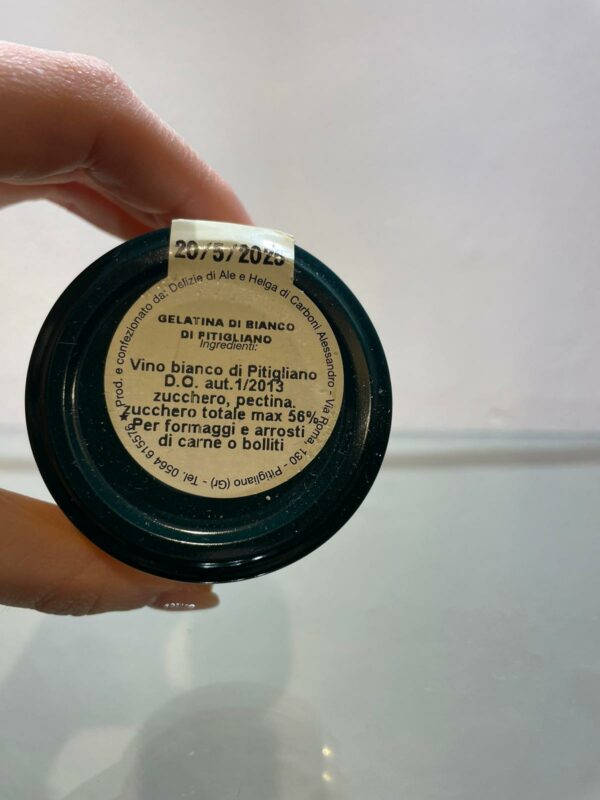 20/5/2026
Prod. e confezionato da: Delizie di Ale e Helga di Carboni Alessandro - Via Roma, 130 - Pitigliano (Gr) - Tel. 0564 615576
GELATINA DI BIANCO
DI PITIGLIANO
Ingredienti:
Vino bianco di Pitigliano
D.O. aut.1/2013
zucchero, pectina.
zucchero totale max 56%
* Per formaggi e arrosti
di carne o bolliti